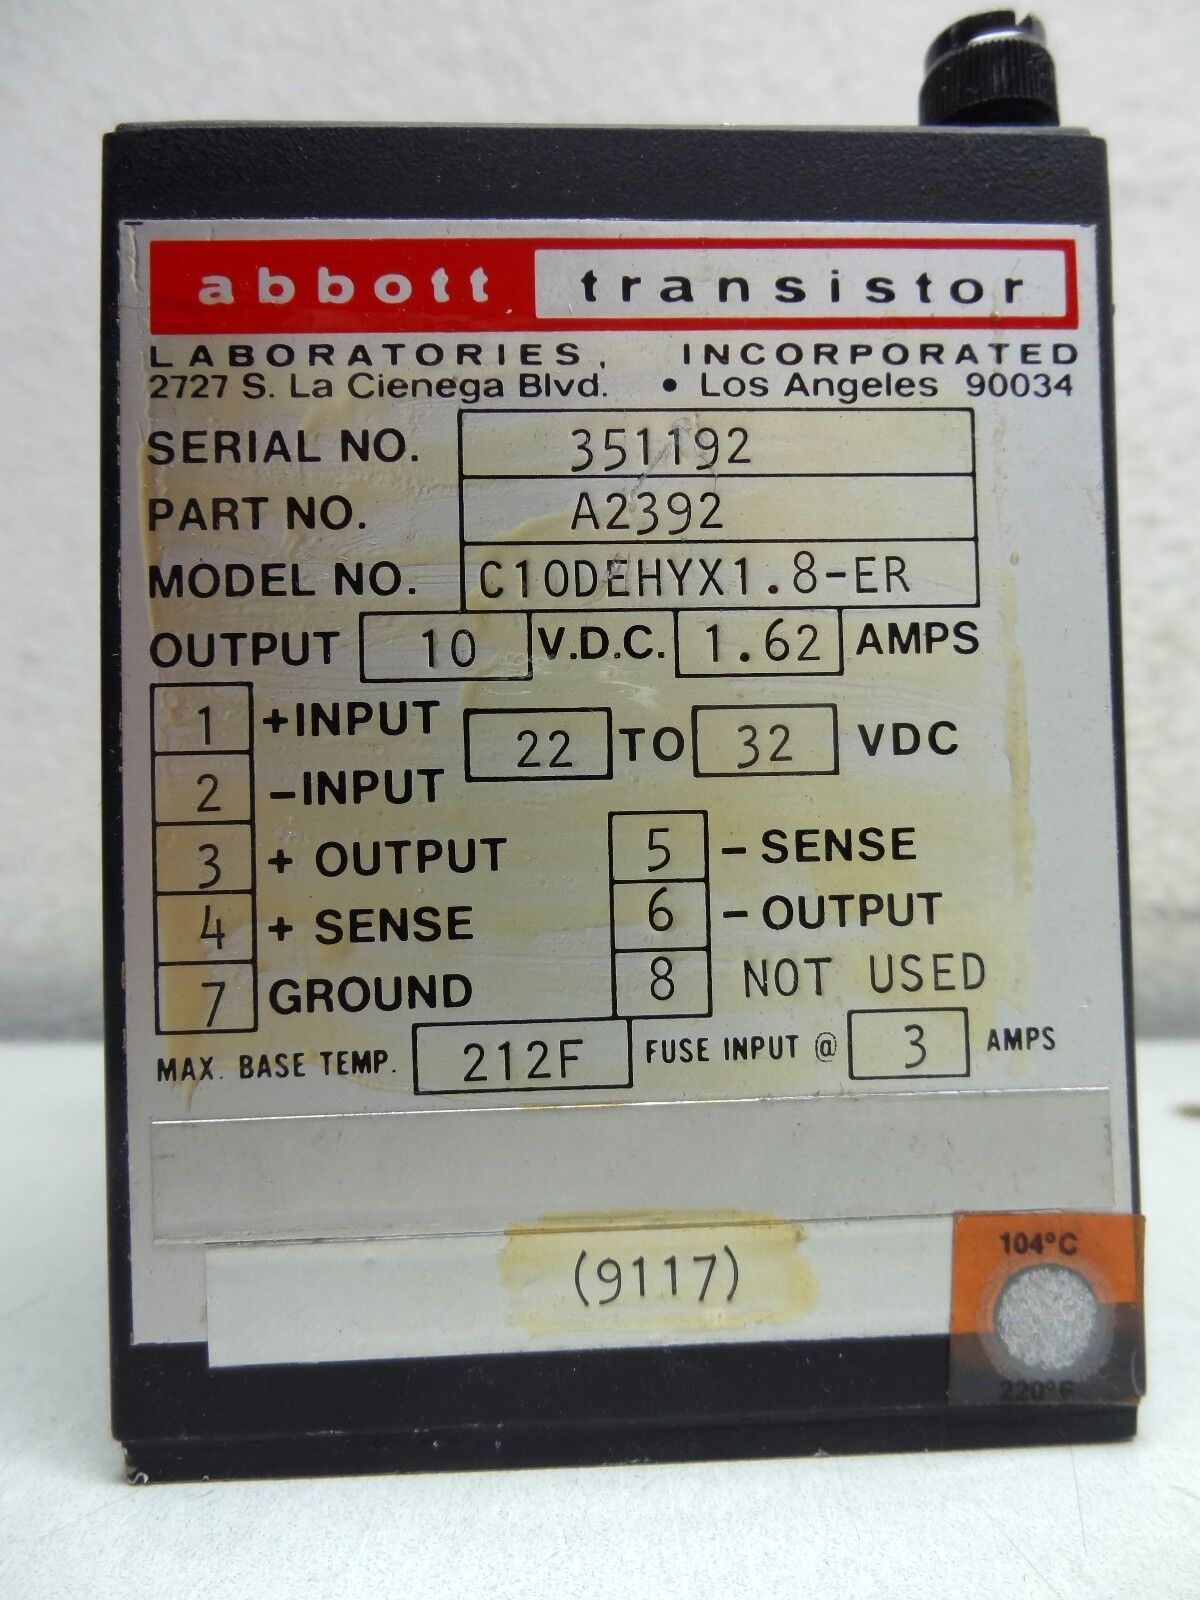 abbott transistor
LABORATORIES, INCORPORATED
2727 S. La Cienega Blvd. • Los Angeles 90034
SERIAL NO. 351192
PART NO. A2392
MODEL NO. C10DEHYX1.8-ER
OUTPUT 10 V.D.C. 1.62 AMPS
1 +INPUT 22 TO 32 VDC
2 -INPUT
3 + OUTPUT 5 - SENSE
4 + SENSE 6 - OUTPUT
7 GROUND 8 NOT USED
MAX. BASE TEMP. 212F FUSE INPUT @ 3 AMPS
(9117)
104°C
220°F